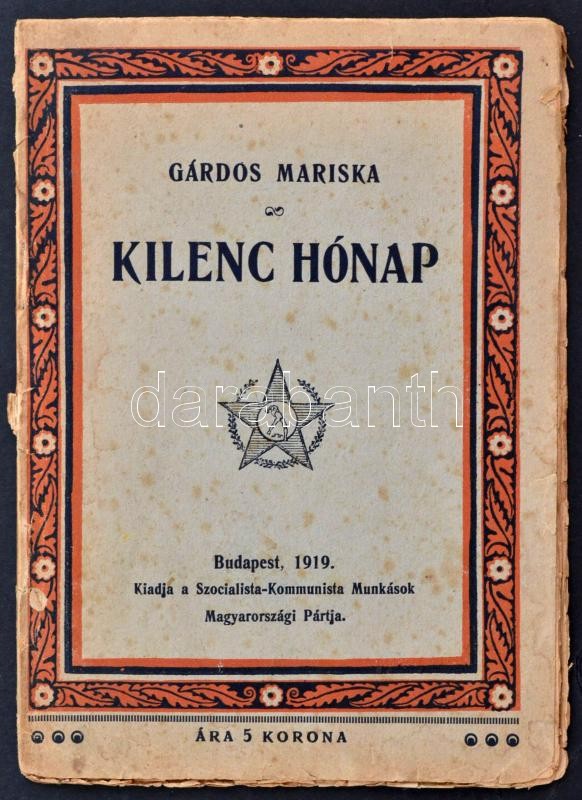 GÁRDOS MARISKA
KILENC HÓNAP
darabanth
Budapest, 1919.
Kiadja a Szocialista-Kommunista Munkások
Magyarországi Pártja.
ÁRA 5 KORONA